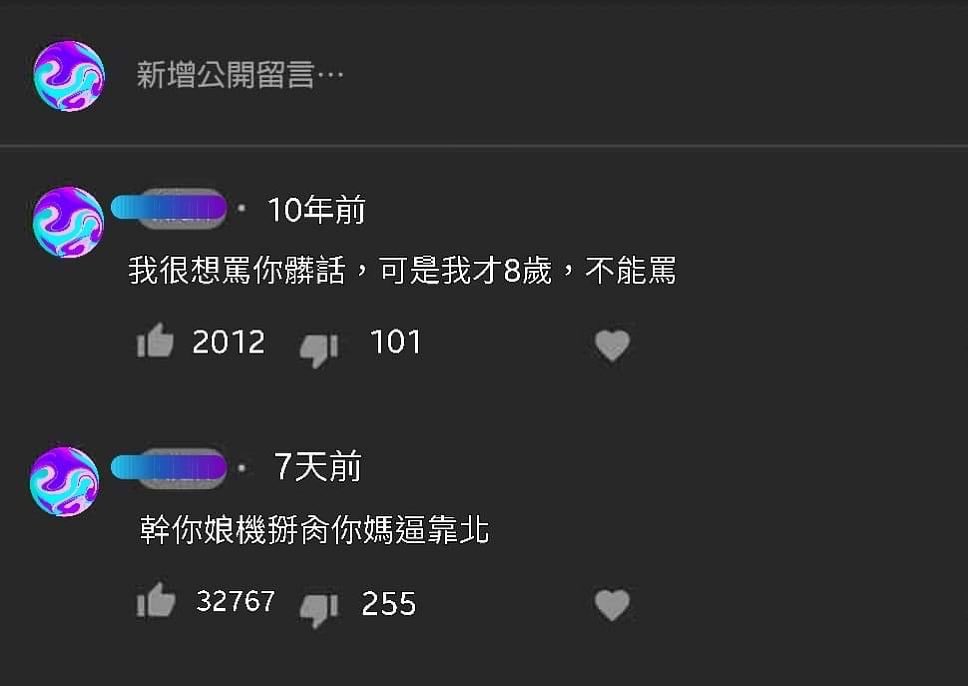 新增公開留言…
· 10年前
我很想罵你髒話，可是我才8歲，不能罵
2012 101
· 7天前
幹你娘機掰肏你媽逼靠北
32767 255